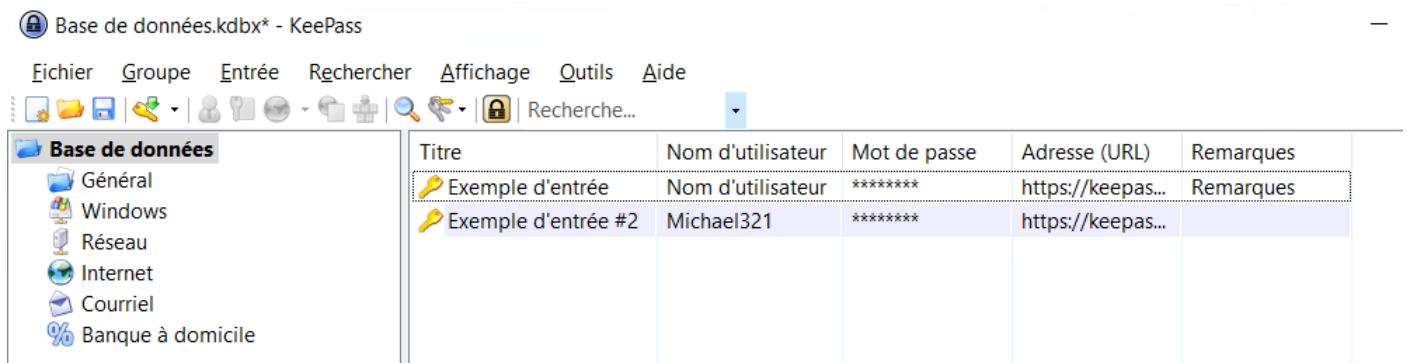 Base de données.kdbx* - KeePass
Fichier Groupe Entrée Rechercher Affichage Outils Aide
Recherche...
Base de données
Général
Windows
Réseau
Internet
Courriel
Banque à domicile
Titre Nom d'utilisateur Mot de passe Adresse (URL) Remarques
Exemple d'entrée Nom d'utilisateur ******** https://keepas... Remarques
Exemple d'entrée #2 Michael321 ******** https://keepas...